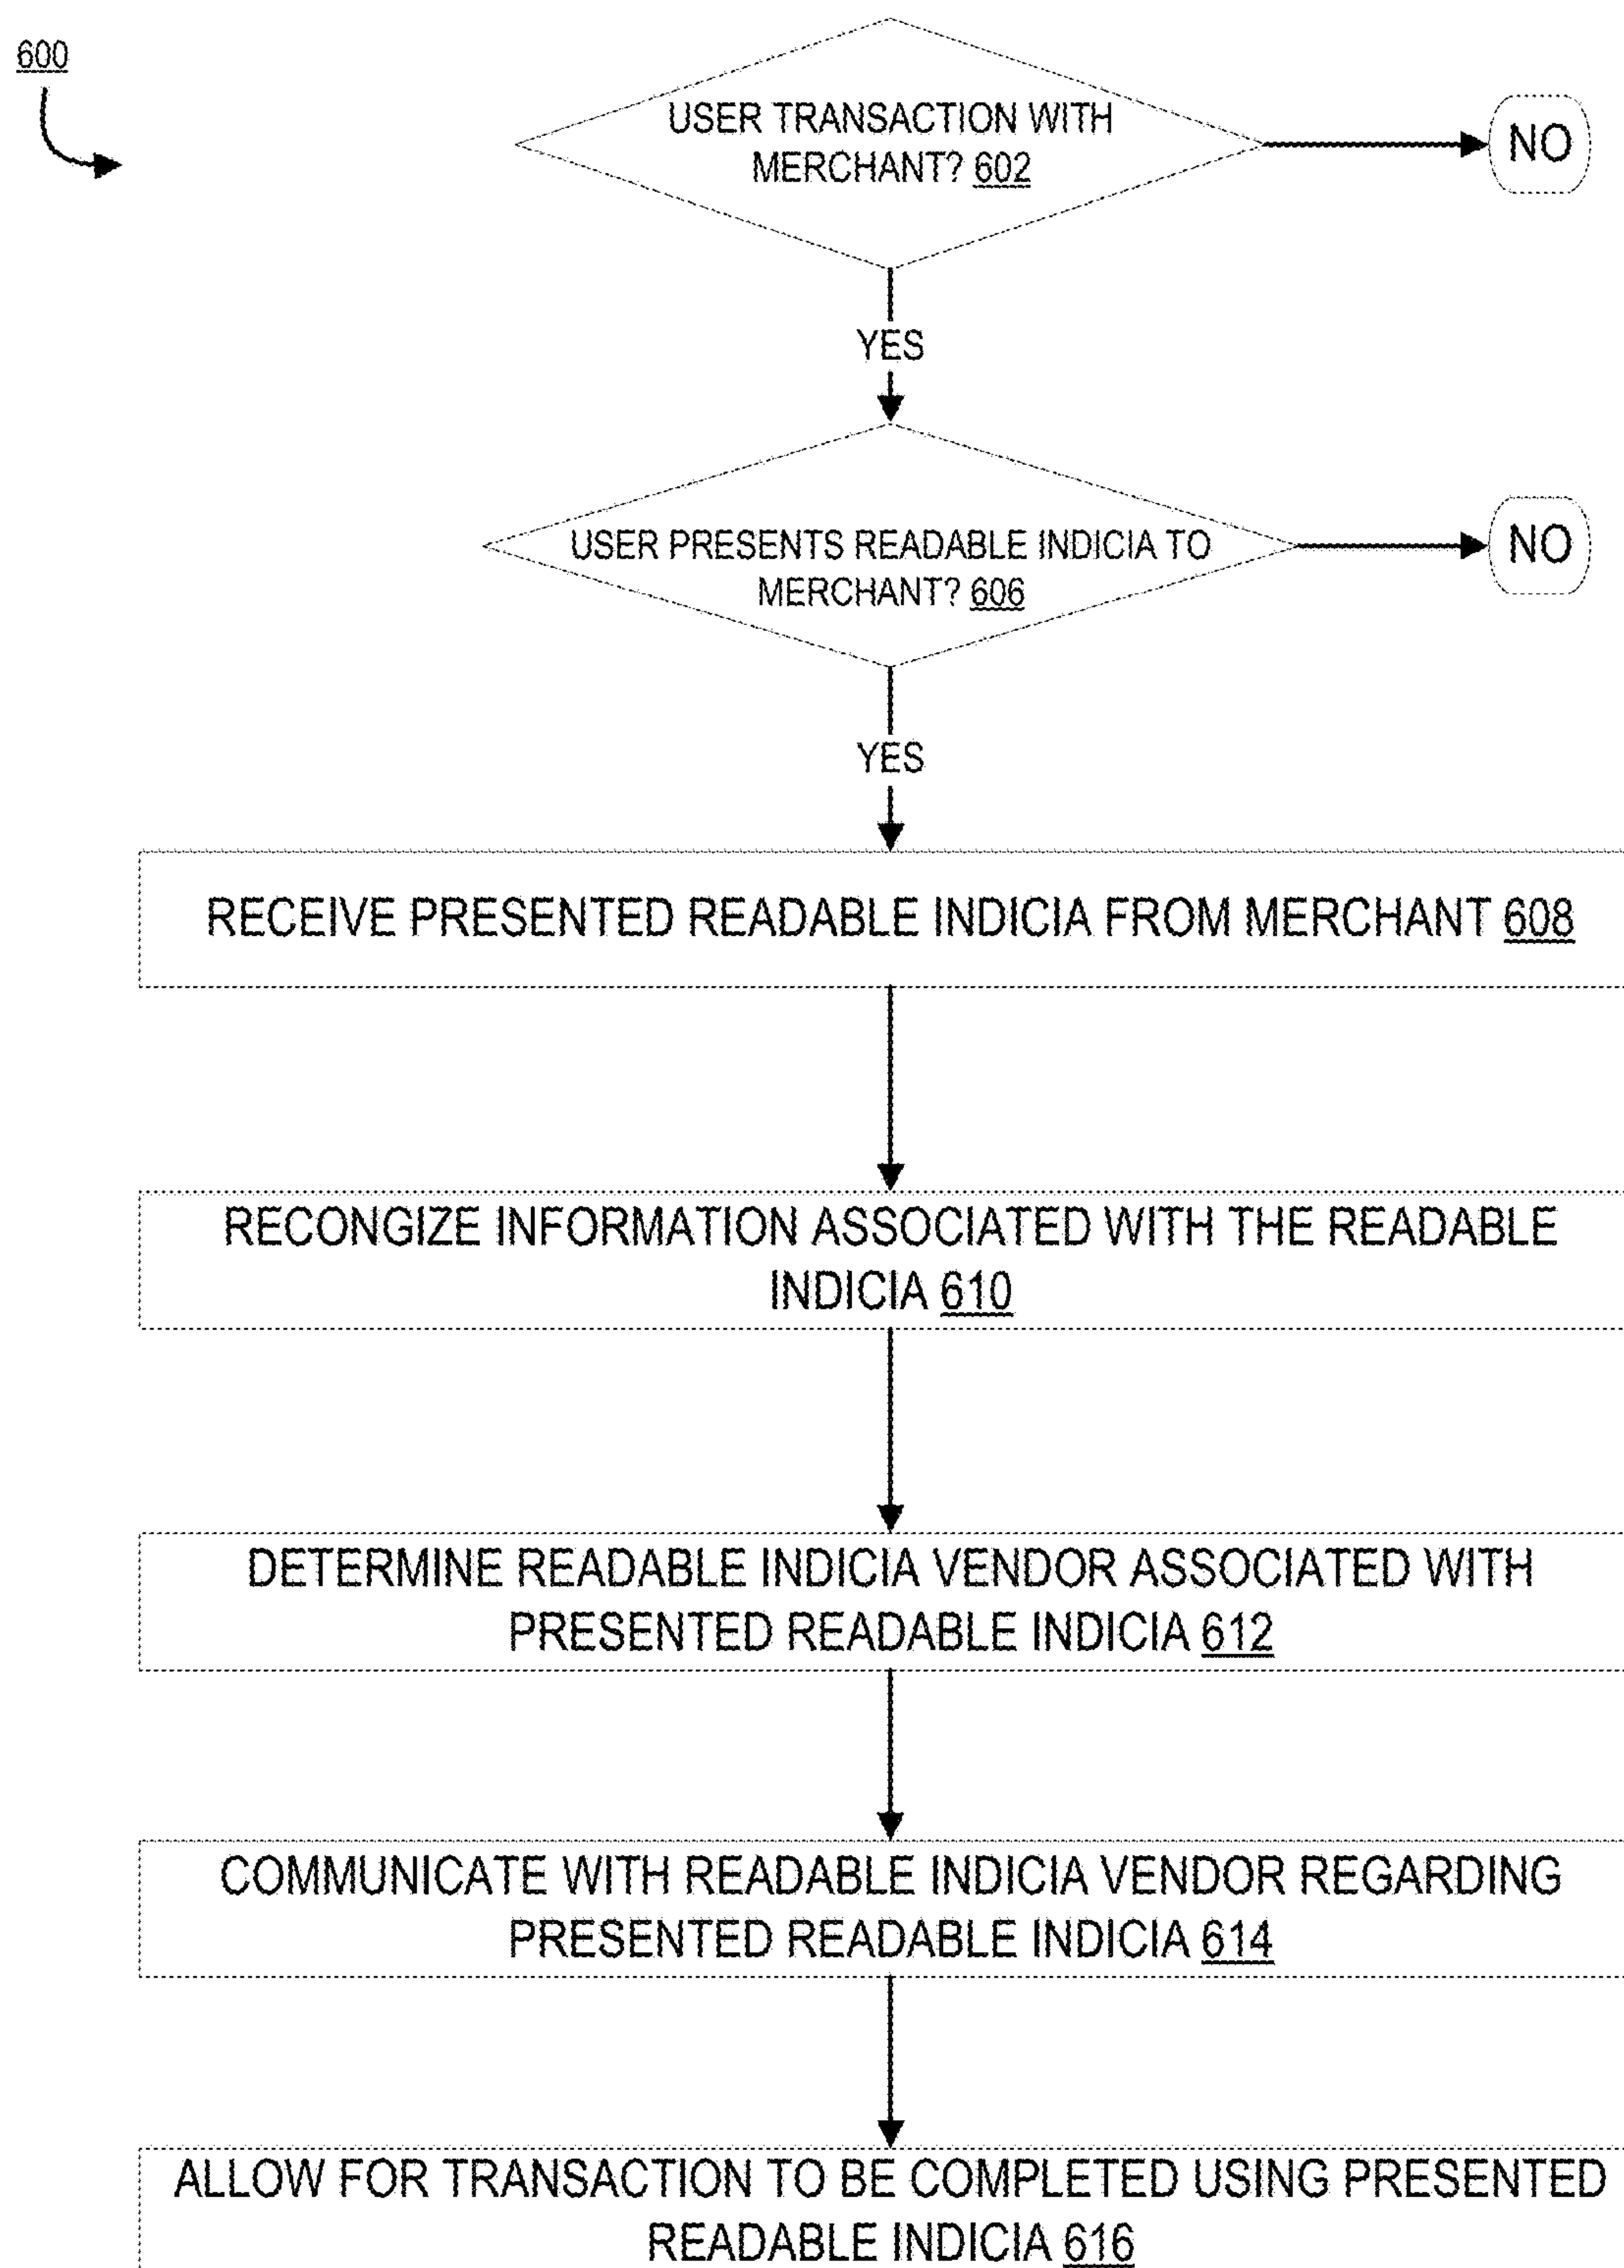 600
USER TRANSACTION WITH
MERCHANT? 602
NO
YES
USER PRESENTS READABLE INDICIA TO
MERCHANT? 606
NO
YES
RECEIVE PRESENTED READABLE INDICIA FROM MERCHANT 608
RECONGIZE INFORMATION ASSOCIATED WITH THE READABLE
INDICIA 610
DETERMINE READABLE INDICIA VENDOR ASSOCIATED WITH
PRESENTED READABLE INDICIA 612
COMMUNICATE WITH READABLE INDICIA VENDOR REGARDING
PRESENTED READABLE INDICIA 614
ALLOW FOR TRANSACTION TO BE COMPLETED USING PRESENTED
READABLE INDICIA 616